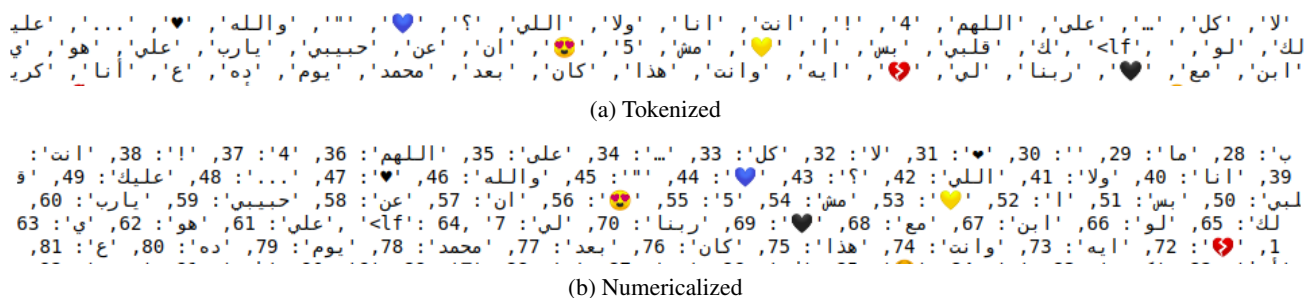 'لا', 'كل', '…', 'على', 'اللهم', '4', '!', 'انت', 'انا', 'ولا', 'اللي', '؟', '💙', '"', 'والله', '♥', '...', 'علي
لك', 'لو', ' ', '<lf', 'ك', 'قلبي', 'بس', 'ا', '💛', 'مش', '5', '😍', 'ان', 'عن', 'حبيبي', 'يارب', 'علي', 'هو', 'ي
ابن', 'مع', '🖤', 'ربنا', 'لي', '💔', 'ايه', 'وانت', 'هذا', 'كان', 'بعد', 'محمد', 'يوم', 'ده', 'ع', 'أنا', 'كري
(a) Tokenized
ب': 28, 'ما': 29, '': 30, '❤': 31, 'لا': 32, 'كل': 33, '…': 34, 'على': 35, 'اللهم': 36, '4': 37, '!': 38, 'انت':
39, 'انا': 40, 'ولا': 41, 'اللي': 42, '؟': 43, '💙': 44, '"': 45, 'والله': 46, '♥': 47, '...': 48, 'عليك': 49, 'ق
لبي': 50, 'بس': 51, 'ا': 52, '💛': 53, 'مش': 54, '5': 55, '😍': 56, 'ان': 57, 'عن': 58, 'حبيبي': 59, 'يارب': 60,
لك': 65, 'لو': 66, 'ابن': 67, 'مع': 68, '🖤': 69, 'ربنا': 70, 'لي': 7 ',64 :'<lf' ,'علي': 61, 'هو': 62, 'ي': 63
1, '💔': 72, 'ايه': 73, 'وانت': 74, 'هذا': 75, 'كان': 76, 'بعد': 77, 'محمد': 78, 'يوم': 79, 'ده': 80, 'ع': 81,
(b) Numericalized